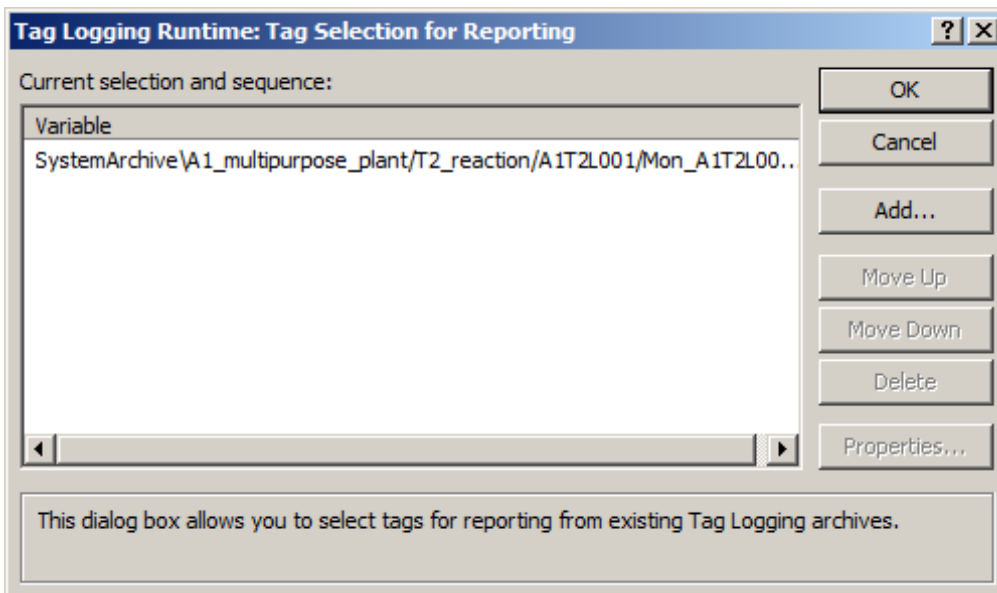 Tag Logging Runtime: Tag Selection for Reporting
Current selection and sequence:
Variable
SystemArchive\A1_multipurpose_plant/T2_reaction/A1T2L001/Mon_A1T2L00...
OK
Cancel
Add...
Move Up
Move Down
Delete
Properties...
This dialog box allows you to select tags for reporting from existing Tag Logging archives.